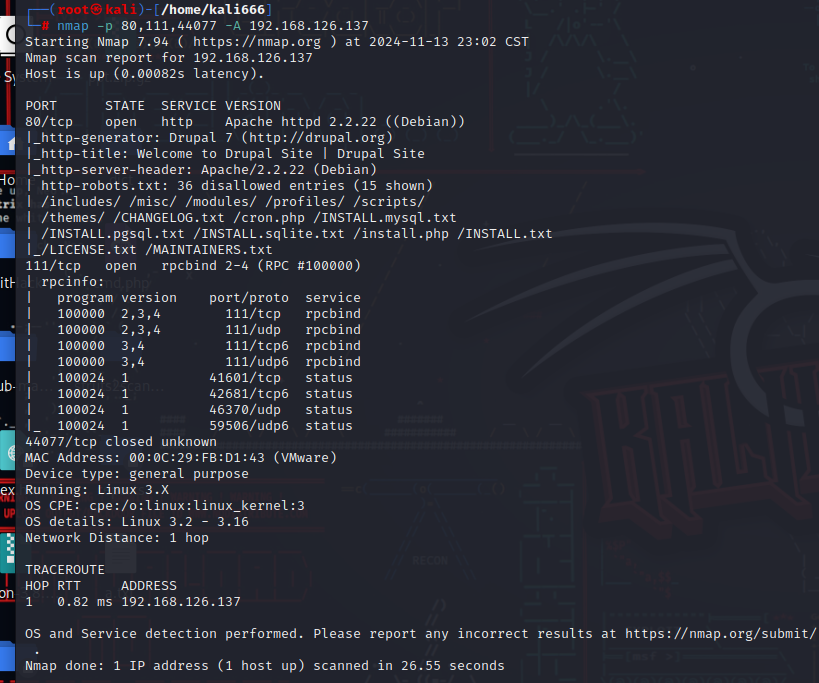 ┌──(root㉿kali)-[/home/kali666]
└─# nmap -p 80,111,44077 -A 192.168.126.137
Starting Nmap 7.94 ( https://nmap.org ) at 2024-11-13 23:02 CST
Nmap scan report for 192.168.126.137
Host is up (0.00082s latency).

PORT      STATE  SERVICE VERSION
80/tcp    open   http    Apache httpd 2.2.22 ((Debian))
|_http-generator: Drupal 7 (http://drupal.org)
|_http-title: Welcome to Drupal Site | Drupal Site
|_http-server-header: Apache/2.2.22 (Debian)
| http-robots.txt: 36 disallowed entries (15 shown)
| /includes/ /misc/ /modules/ /profiles/ /scripts/
| /themes/ /CHANGELOG.txt /cron.php /INSTALL.mysql.txt
| /INSTALL.pgsql.txt /INSTALL.sqlite.txt /install.php /INSTALL.txt
|_/LICENSE.txt /MAINTAINERS.txt
111/tcp   open   rpcbind 2-4 (RPC #100000)
| rpcinfo:
|   program version    port/proto  service
|   100000  2,3,4        111/tcp   rpcbind
|   100000  2,3,4        111/udp   rpcbind
|   100000  3,4          111/tcp6  rpcbind
|   100000  3,4          111/udp6  rpcbind
|   100024  1          41601/tcp   status
|   100024  1          42681/tcp6  status
|   100024  1          46370/udp   status
|_  100024  1          59506/udp6  status
44077/tcp closed unknown
MAC Address: 00:0C:29:FB:D1:43 (VMware)
Device type: general purpose
Running: Linux 3.X
OS CPE: cpe:/o:linux:linux_kernel:3
OS details: Linux 3.2 - 3.16
Network Distance: 1 hop

TRACEROUTE
HOP RTT     ADDRESS
1   0.82 ms 192.168.126.137

OS and Service detection performed. Please report any incorrect results at https://nmap.org/submit/
 .
Nmap done: 1 IP address (1 host up) scanned in 26.55 seconds
RECON